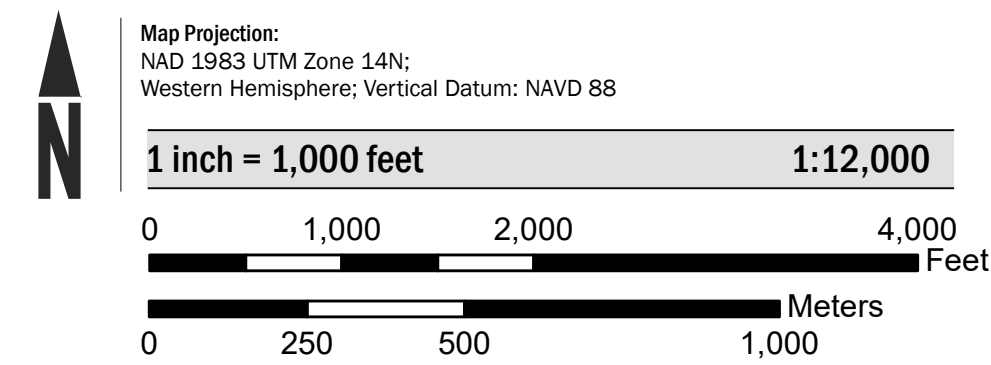 Map Projection:
NAD 1983 UTM Zone 14N;
Western Hemisphere; Vertical Datum: NAVD 88
N
1 inch = 1,000 feet 1:12,000
0 1,000 2,000 4,000
Feet
Meters
0 250 500 1,000